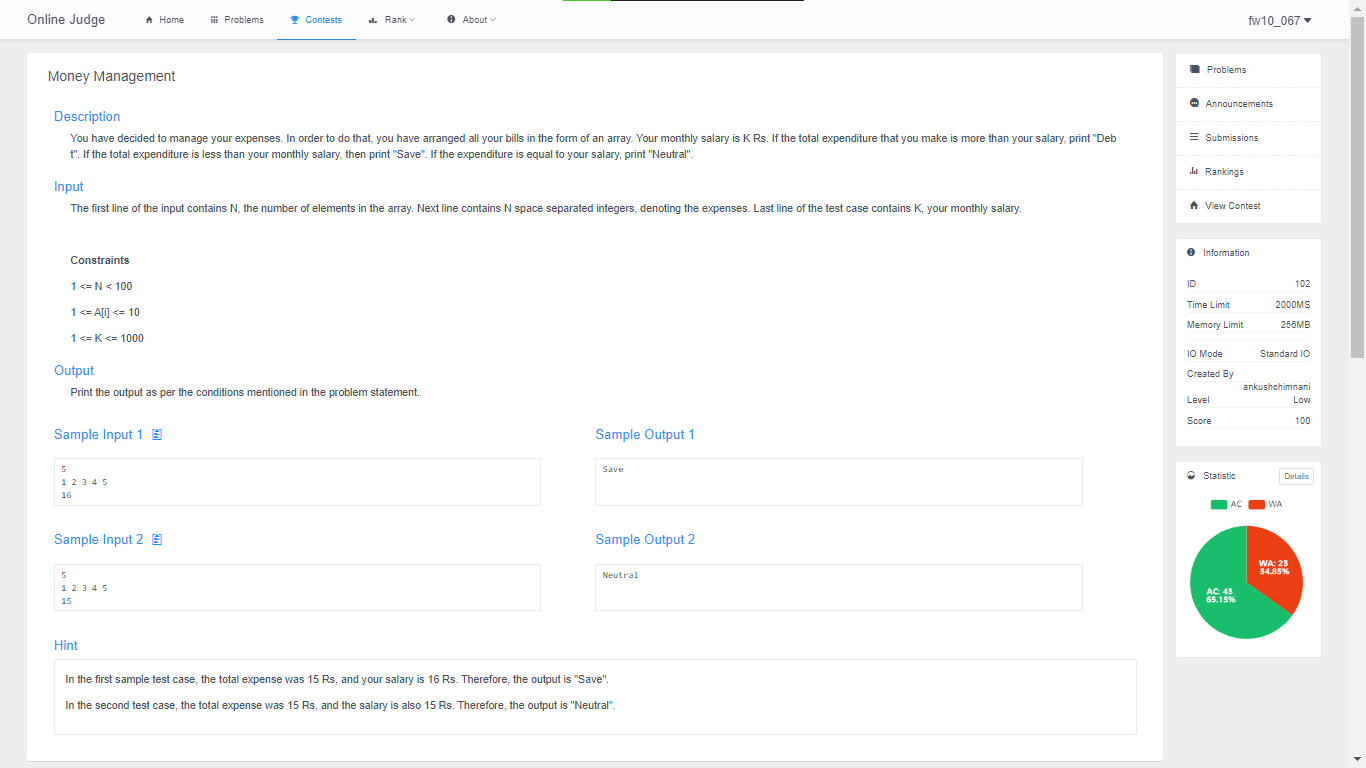 Online Judge
Home
Problems
Contests
Rank
About
fw10_067
Money Management
Description
You have decided to manage your expenses. In order to do that, you have arranged all your bills in the form of an array. Your monthly salary is K Rs. If the total expenditure that you make is more than your salary, print "Deb
t". If the total expenditure is less than your monthly salary, then print "Save". If the expenditure is equal to your salary, print "Neutral".
Input
The first line of the input contains N, the number of elements in the array. Next line contains N space separated integers, denoting the expenses. Last line of the test case contains K, your monthly salary.
Constraints
1 <= N < 100
1 <= A[i] <= 10
1 <= K <= 1000
Output
Print the output as per the conditions mentioned in the problem statement.
Sample Input 1
5
1 2 3 4 5
16
Sample Output 1
Save
Sample Input 2
5
1 2 3 4 5
15
Sample Output 2
Neutral
Hint
In the first sample test case, the total expense was 15 Rs, and your salary is 16 Rs. Therefore, the output is "Save".
In the second test case, the total expense was 15 Rs, and the salary is also 15 Rs. Therefore, the output is "Neutral".
Problems
Announcements
Submissions
Rankings
View Contest
Information
ID 102
Time Limit 2000MS
Memory Limit 256MB
IO Mode Standard IO
Created By
ankushchimnani
Level Low
Score 100
Statistic Details
AC WA
WA: 23
34.85%
AC: 43
65.15%